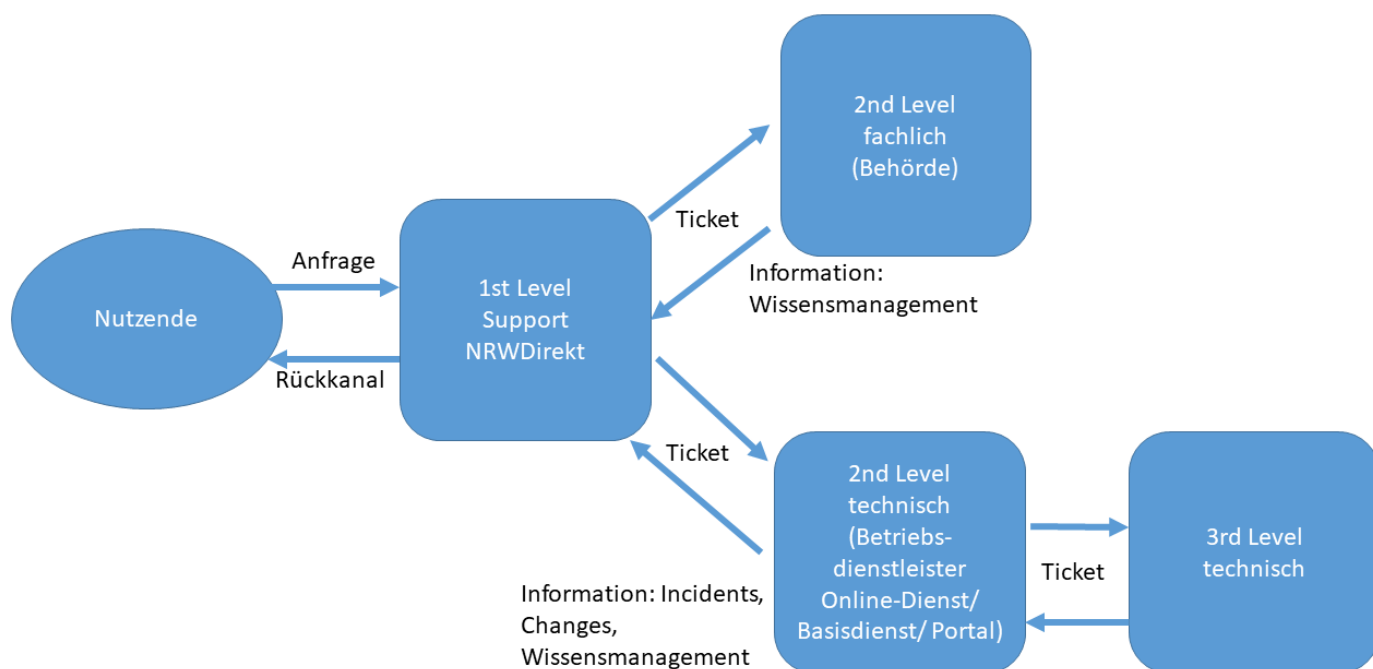 Nutzende
Anfrage
Rückkanal
1st Level
Support
NRWDirekt
Ticket
2nd Level
fachlich
(Behörde)
Information:
Wissensmanagement
Ticket
Information: Incidents,
Changes,
Wissensmanagement
2nd Level
technisch
(Betriebs-
dienstleister
Online-Dienst/
Basisdienst/ Portal)
Ticket
3rd Level
technisch